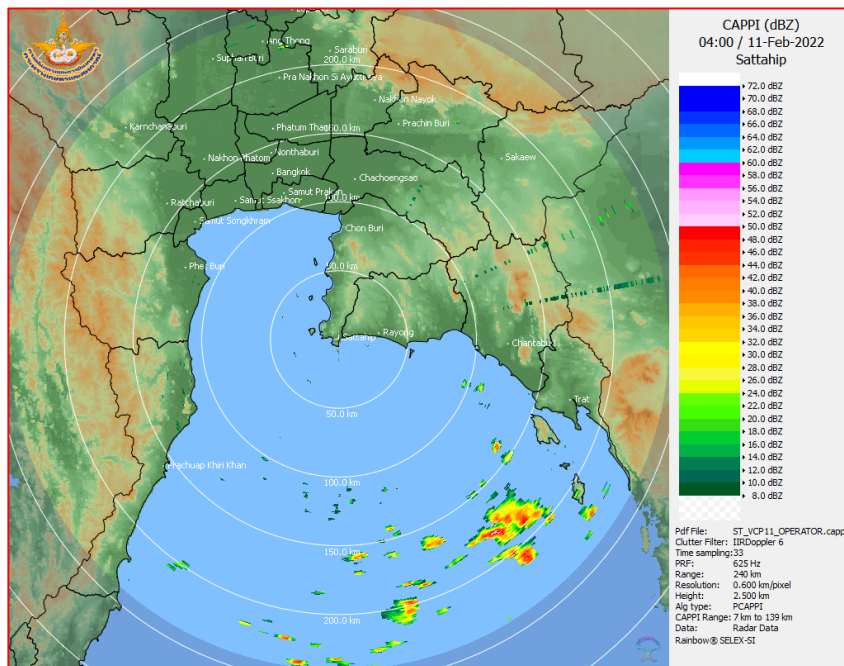 CAPPI (dBZ)
04:00 / 11-Feb-2022
Sattahip
72.0 dBZ
70.0 dBZ
68.0 dBZ
66.0 dBZ
64.0 dBZ
62.0 dBZ
60.0 dBZ
58.0 dBZ
56.0 dBZ
54.0 dBZ
52.0 dBZ
50.0 dBZ
48.0 dBZ
46.0 dBZ
44.0 dBZ
42.0 dBZ
40.0 dBZ
38.0 dBZ
36.0 dBZ
34.0 dBZ
32.0 dBZ
30.0 dBZ
28.0 dBZ
26.0 dBZ
24.0 dBZ
22.0 dBZ
20.0 dBZ
18.0 dBZ
16.0 dBZ
14.0 dBZ
12.0 dBZ
10.0 dBZ
8.0 dBZ
Pdf File: ST_VCP11_OPERATOR.capp
Clutter Filter: IIRDoppler 6
Time sampling: 33
PRF: 625 Hz
Range: 240 km
Resolution: 0.600 km/pixel
Height: 2.500 km
Alg type: PCAPPI
CAPPI Range: 7 km to 139 km
Data: Radar Data
Rainbow® SELEX-SI
Ang Thong
Saraburi
Suphan Buri
200.0 km
Pra Nakhon Si Ayutthaya
Nakhon Nayok
Karnchanaburi
Phatum Thani
Prachin Buri
Nakhon Phatom
Nonthaburi
Sakaew
Bangkok
Chachoengsao
Samut Prakan
Ratchaburi
Samut Ssakhon
100.0 km
Samut Songkhram
Chon Buri
Phet Buri
50.0 km
Sattahip
Rayong
Chantaburi
50.0 km
Trat
Prachuap Khiri Khan
100.0 km
150.0 km
200.0 km